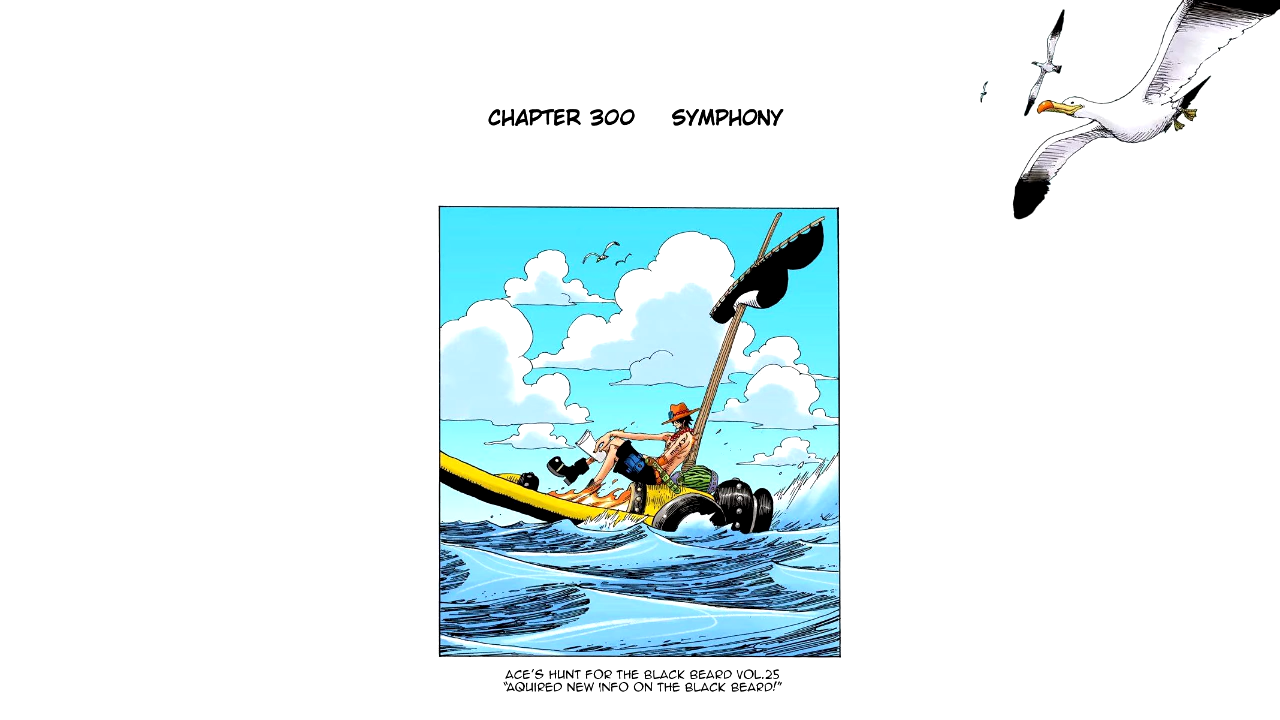 CHAPTER 300 SYMPHONY
ACE'S HUNT FOR THE BLACK BEARD VOL.25
"AQUIRED NEW INFO ON THE BLACK BEARD!"